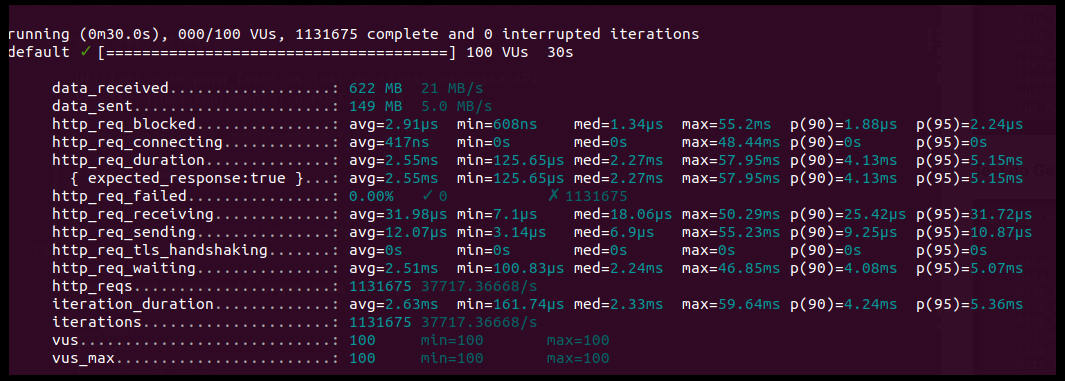 running (0m30.0s), 000/100 VUs, 1131675 complete and 0 interrupted iterations
default ✓ [======================================] 100 VUs  30s
data_received..................: 622 MB  21 MB/s
data_sent......................: 149 MB  5.0 MB/s
http_req_blocked...............: avg=2.91µs  min=608ns    med=1.34µs  max=55.2ms  p(90)=1.88µs  p(95)=2.24µs
http_req_connecting............: avg=417ns   min=0s       med=0s      max=48.44ms p(90)=0s      p(95)=0s
http_req_duration..............: avg=2.55ms  min=125.65µs med=2.27ms  max=57.95ms p(90)=4.13ms  p(95)=5.15ms
{ expected_response:true }...: avg=2.55ms  min=125.65µs med=2.27ms  max=57.95ms p(90)=4.13ms  p(95)=5.15ms
http_req_failed................: 0.00%   ✓ 0           ✗ 1131675
http_req_receiving.............: avg=31.98µs min=7.1µs    med=18.06µs max=50.29ms p(90)=25.42µs p(95)=31.72µs
http_req_sending...............: avg=12.07µs min=3.14µs   med=6.9µs   max=55.23ms p(90)=9.25µs  p(95)=10.87µs
http_req_tls_handshaking.......: avg=0s      min=0s       med=0s      max=0s      p(90)=0s      p(95)=0s
http_req_waiting...............: avg=2.51ms  min=100.83µs med=2.24ms  max=46.85ms p(90)=4.08ms  p(95)=5.07ms
http_reqs......................: 1131675 37717.36668/s
iteration_duration.............: avg=2.63ms  min=161.74µs med=2.33ms  max=59.64ms p(90)=4.24ms  p(95)=5.36ms
iterations.....................: 1131675 37717.36668/s
vus............................: 100     min=100       max=100
vus_max........................: 100     min=100       max=100